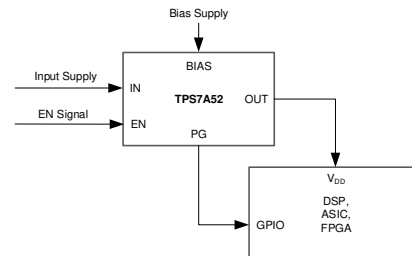 Bias Supply
BIAS
Input Supply
IN
TPS7A52
OUT
EN Signal
EN
PG
VDD
DSP,
ASIC,
FPGA
GPIO